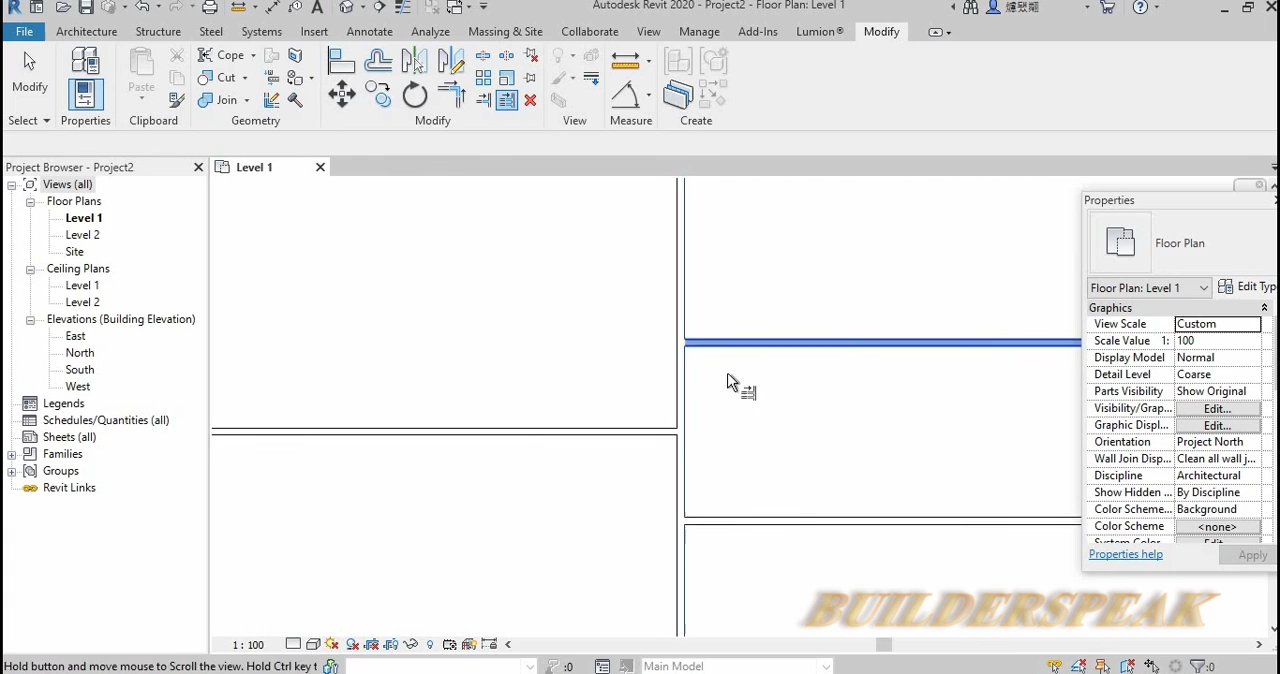 Autodesk Revit 2020 - Project2 - Floor Plan: Level 1
File Architecture Structure Steel Systems Insert Annotate Analyze Massing & Site Collaborate View Manage Add-Ins Lumion® Modify
Modify
Paste
Cope
Cut
Join
Select Properties Clipboard Geometry Modify View Measure Create
Project Browser - Project2
Level 1
Views (all)
Floor Plans
Level 1
Level 2
Site
Ceiling Plans
Level 1
Level 2
Elevations (Building Elevation)
East
North
South
West
Legends
Schedules/Quantities (all)
Sheets (all)
Families
Groups
Revit Links
Properties
Floor Plan
Floor Plan: Level 1 Edit Typ
Graphics
View Scale Custom
Scale Value 1: 100
Display Model Normal
Detail Level Coarse
Parts Visibility Show Original
Visibility/Grap... Edit...
Graphic Displ... Edit...
Orientation Project North
Wall Join Disp... Clean all wall j...
Discipline Architectural
Show Hidden ... By Discipline
Color Scheme... Background
Color Scheme <none>
System Color Edit
Properties help Apply
BUILDERSPEAK
1 : 100
Hold button and move mouse to Scroll the view. Hold Ctrl key t :0 Main Model :0